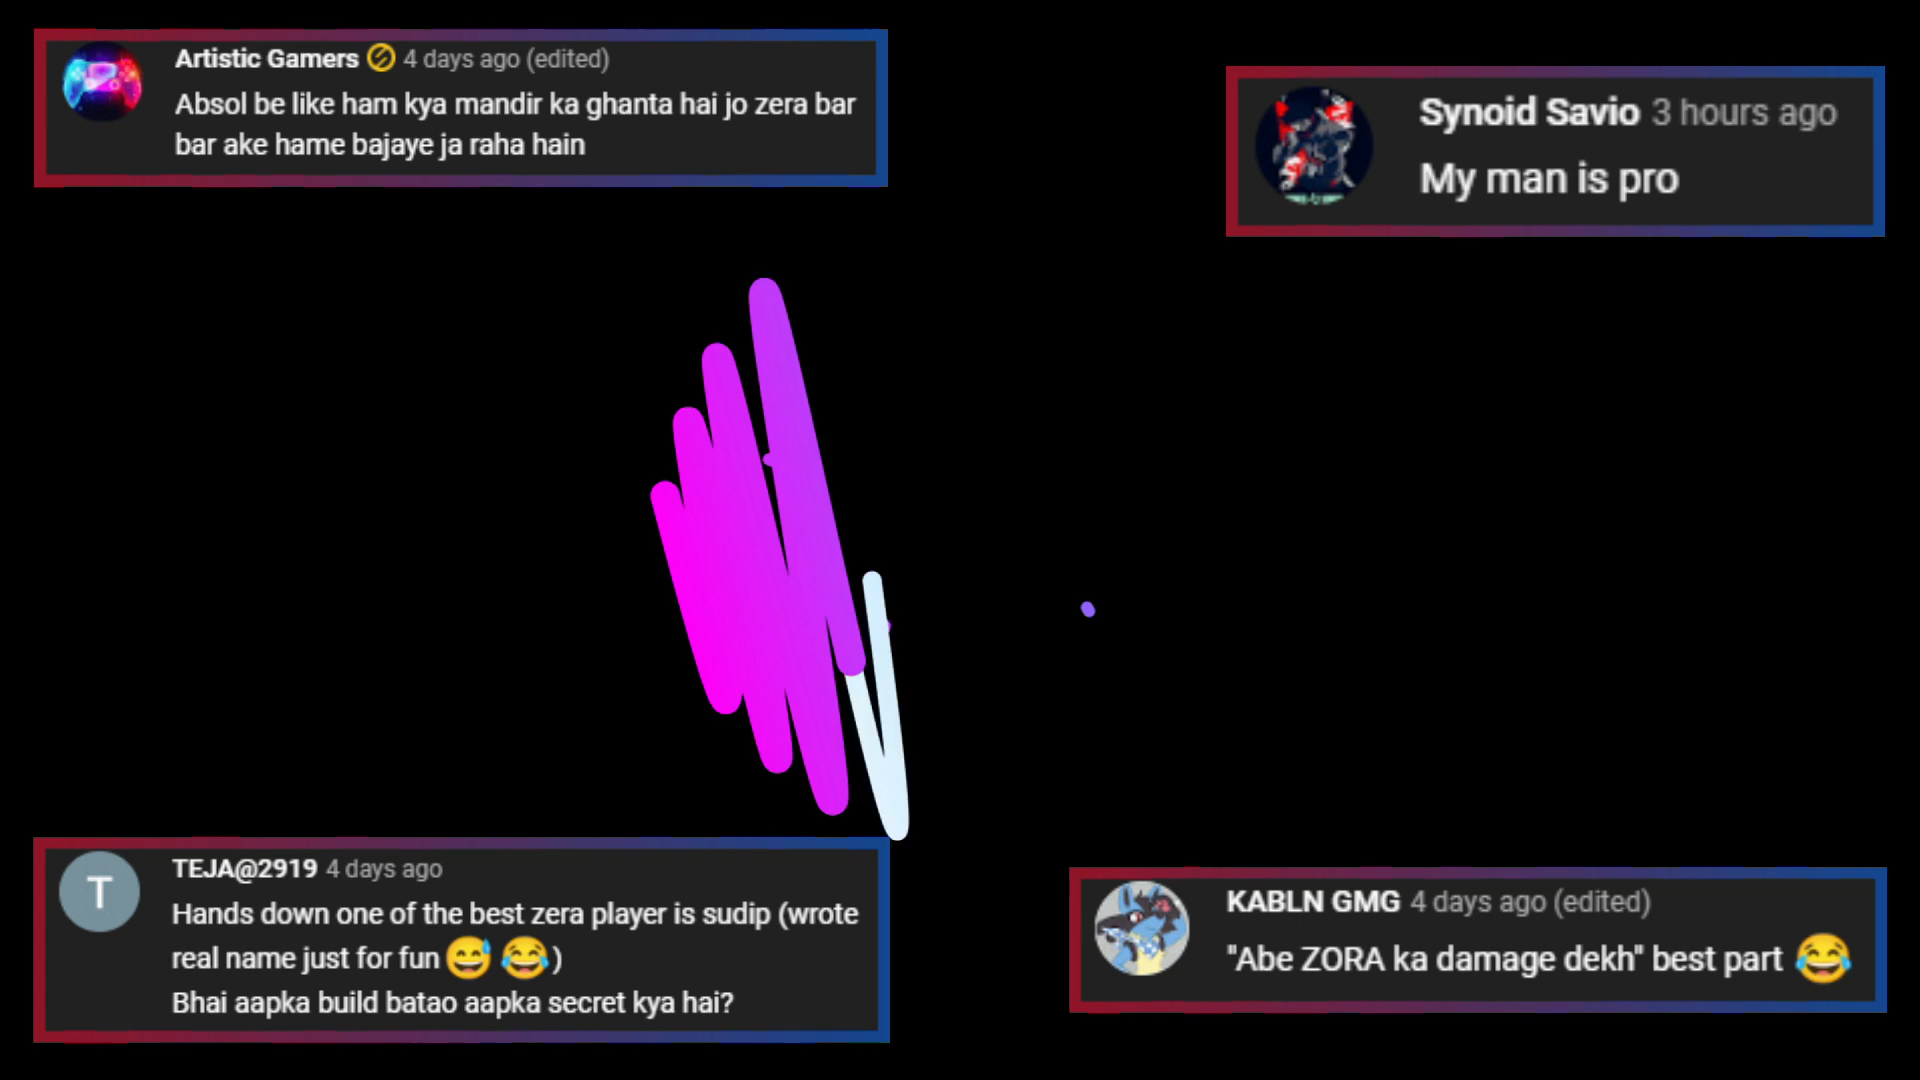 Artistic Gamers 4 days ago (edited)
Absol be like ham kya mandir ka ghanta hai jo zera bar
bar ake hame bajaye ja raha hain
Synoid Savio 3 hours ago
My man is pro
T
TEJA@2919 4 days ago
Hands down one of the best zera player is sudip (wrote
real name just for fun😅 😂)
Bhai aapka build batao aapka secret kya hai?
KABLN GMG 4 days ago (edited)
"Abe ZORA ka damage dekh" best part 😂